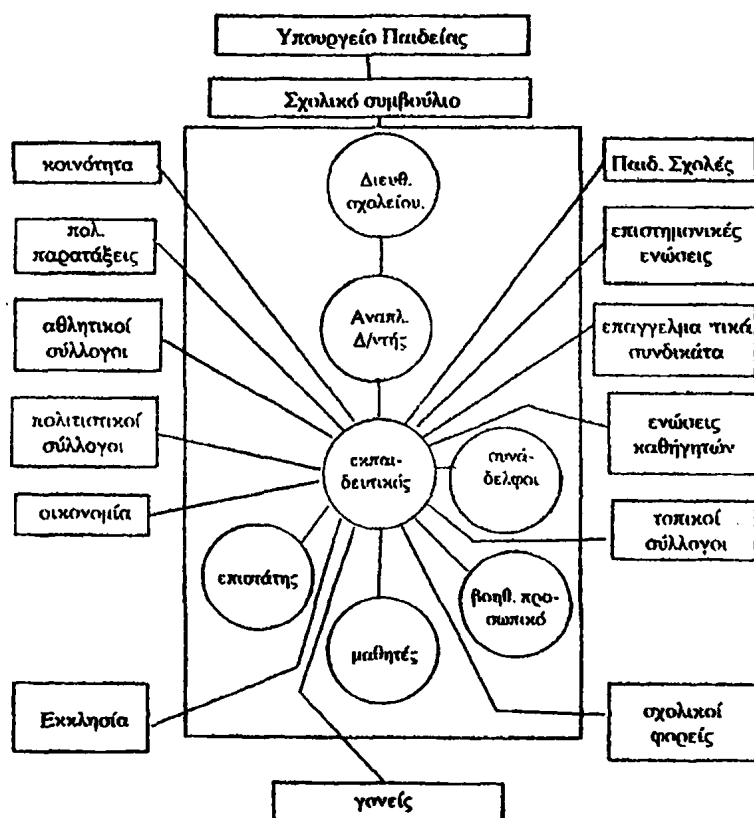 Υπουργείο Παιδείας
Σχολικό συμβούλιο
κοινότητα
Διευθ.
σχολείου.
Παιδ. Σχολές
πολ.
παρατάξεις
επιστημονικές
ενώσεις
αθλητικοί
σύλλογοι
Αναπλ.
Δ/ντής
επαγγελμα τικά
συνδικάτα
πολιτιστικοί
σύλλογοι
εκπαι-
δευτικός
συνά-
δελφοι
ενώσεις
καθηγητών
οικονομία
τοπικοί
σύλλογοι
επιστάτης
βοηθ. προ-
σωπικό
μαθητές
Εκκλησία
σχολικοί
φορείς
γονείς